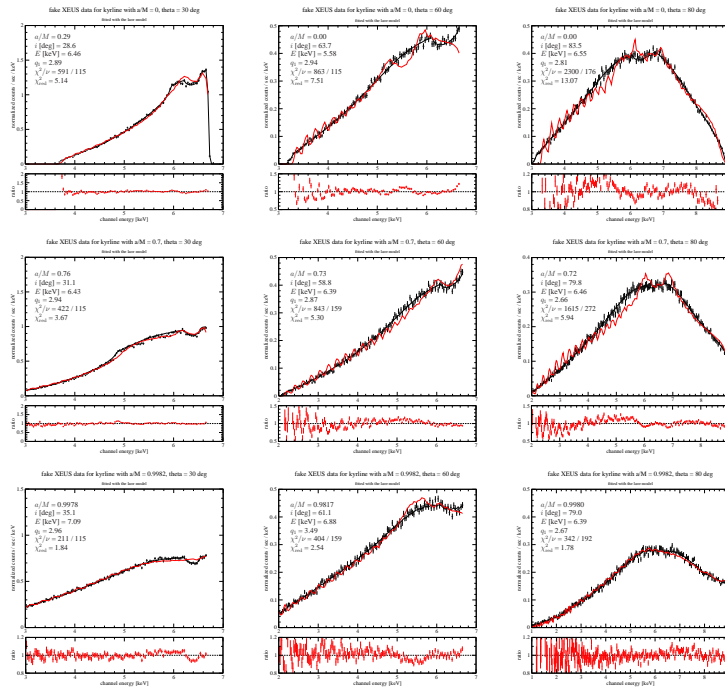 fake XEUS data for kyrline with a/M = 0, theta = 30 deg
a/M = 0.29
i [deg] = 28.6
E [keV] = 6.46
q₁ = 2.89
χ²/ν = 591 / 115
χ²red = 5.14
normalized counts / sec / keV
ratio
channel energy [keV]
fake XEUS data for kyrline with a/M = 0, theta = 60 deg
a/M = 0.00
i [deg] = 63.7
E [keV] = 5.58
q₁ = 2.94
χ²/ν = 863 / 115
χ²red = 7.51
normalized counts / sec / keV
ratio
channel energy [keV]
fake XEUS data for kyrline with a/M = 0, theta = 80 deg
a/M = 0.00
i [deg] = 83.5
E [keV] = 6.55
q₁ = 2.81
χ²/ν = 2300 / 176
χ²red = 13.07
normalized counts / sec / keV
ratio
channel energy [keV]
fake XEUS data for kyrline with a/M = 0.7, theta = 30 deg
a/M = 0.76
i [deg] = 31.1
E [keV] = 6.43
q₁ = 2.94
χ²/ν = 422 / 115
χ²red = 3.67
normalized counts / sec / keV
ratio
channel energy [keV]
fake XEUS data for kyrline with a/M = 0.7, theta = 60 deg
a/M = 0.73
i [deg] = 58.8
E [keV] = 6.39
q₁ = 2.87
χ²/ν = 843 / 159
χ²red = 5.30
normalized counts / sec / keV
ratio
channel energy [keV]
fake XEUS data for kyrline with a/M = 0.7, theta = 80 deg
a/M = 0.72
i [deg] = 79.8
E [keV] = 6.46
q₁ = 2.66
χ²/ν = 1615 / 272
χ²red = 5.94
normalized counts / sec / keV
ratio
channel energy [keV]
fake XEUS data for kyrline with a/M = 0.9982, theta = 30 deg
a/M = 0.9978
i [deg] = 35.1
E [keV] = 7.09
q₁ = 2.96
χ²/ν = 211 / 115
χ²red = 1.84
normalized counts / sec / keV
ratio
channel energy [keV]
fake XEUS data for kyrline with a/M = 0.9982, theta = 60 deg
a/M = 0.9817
i [deg] = 61.1
E [keV] = 6.88
q₁ = 3.49
χ²/ν = 404 / 159
χ²red = 2.54
normalized counts / sec / keV
ratio
channel energy [keV]
fake XEUS data for kyrline with a/M = 0.9982, theta = 80 deg
a/M = 0.9980
i [deg] = 79.0
E [keV] = 6.39
q₁ = 2.67
χ²/ν = 342 / 192
χ²red = 1.78
normalized counts / sec / keV
ratio
channel energy [keV]